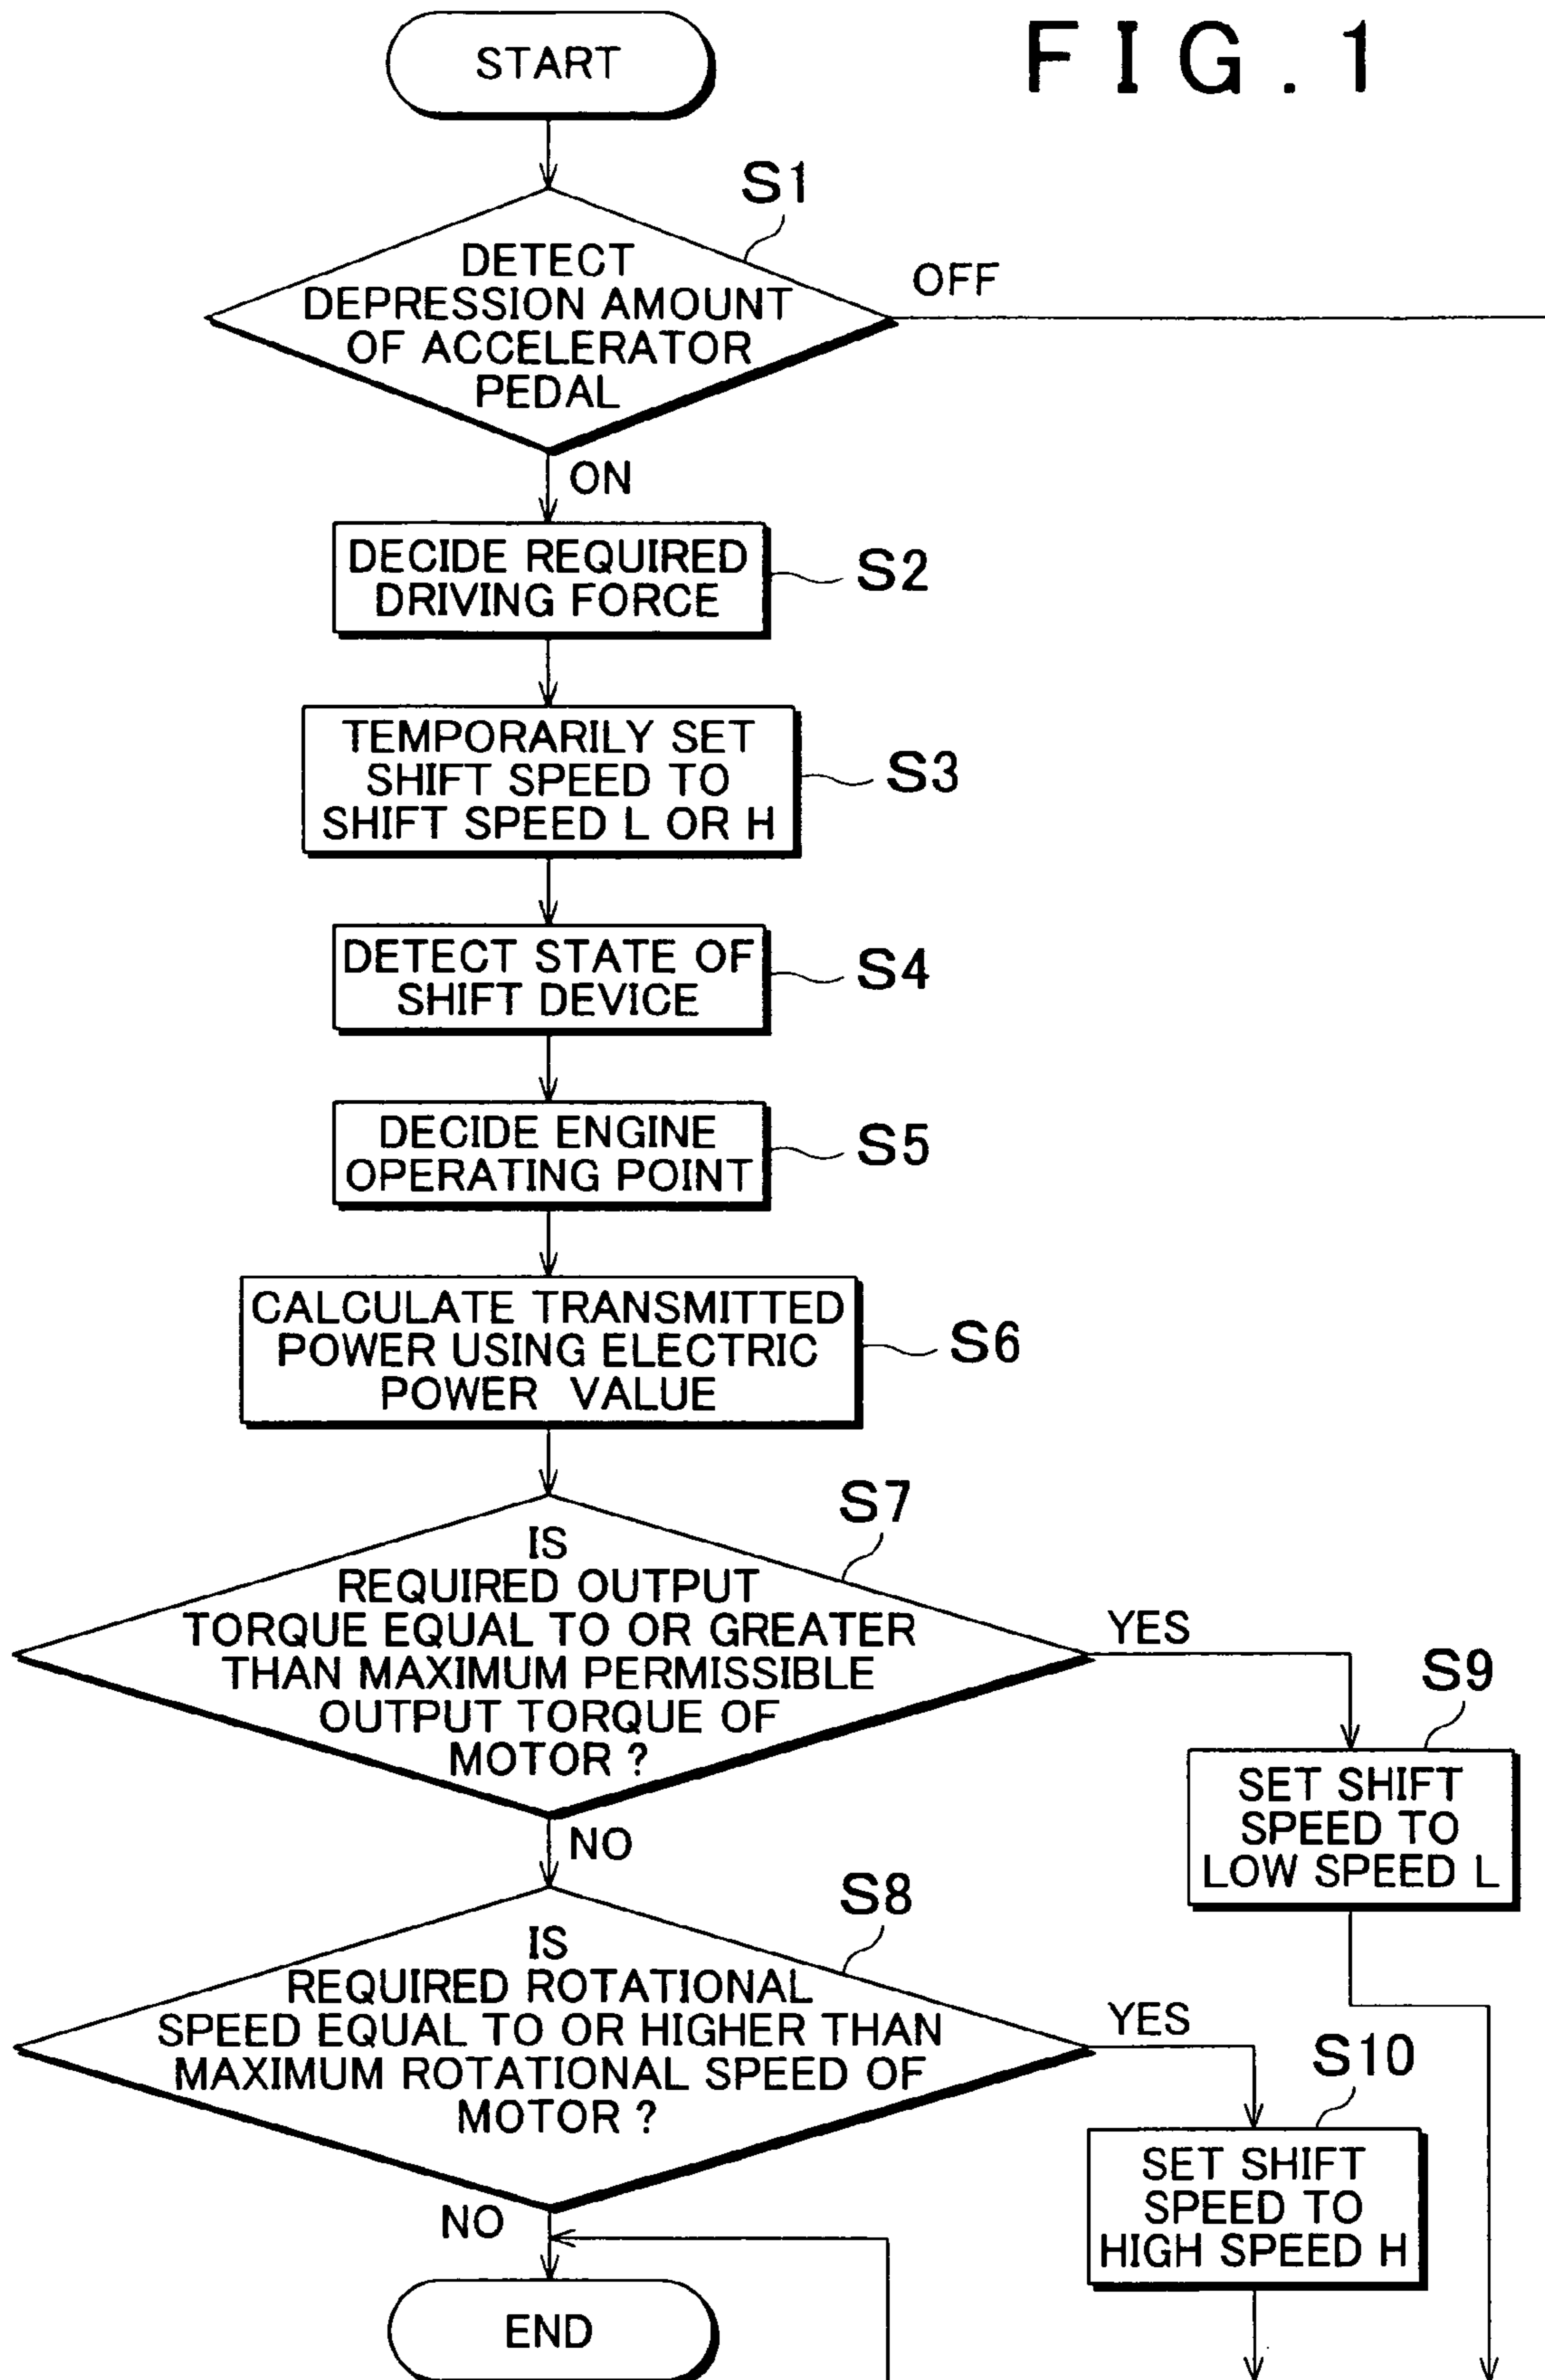 FIG. 1
START
S1
DETECT
DEPRESSION AMOUNT
OF ACCELERATOR
PEDAL
OFF
ON
DECIDE REQUIRED
DRIVING FORCE
S2
TEMPORARILY SET
SHIFT SPEED TO
SHIFT SPEED L OR H
S3
DETECT STATE OF
SHIFT DEVICE
S4
DECIDE ENGINE
OPERATING POINT
S5
CALCULATE TRANSMITTED
POWER USING ELECTRIC
POWER VALUE
S6
S7
IS
REQUIRED OUTPUT
TORQUE EQUAL TO OR GREATER
THAN MAXIMUM PERMISSIBLE
OUTPUT TORQUE OF
MOTOR ?
YES
S9
SET SHIFT
SPEED TO
LOW SPEED L
NO
S8
IS
REQUIRED ROTATIONAL
SPEED EQUAL TO OR HIGHER THAN
MAXIMUM ROTATIONAL SPEED OF
MOTOR ?
YES
S10
SET SHIFT
SPEED TO
HIGH SPEED H
NO
END